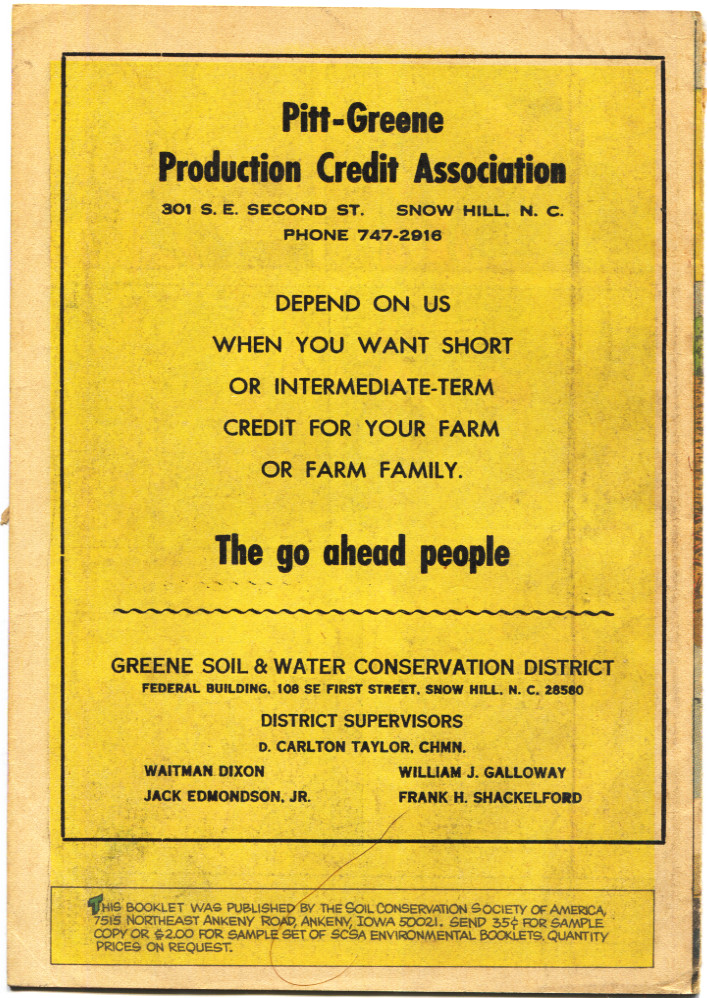 Pitt-Greene
Production Credit Association
301 S. E. SECOND ST. SNOW HILL, N. C.
PHONE 747-2916
DEPEND ON US
WHEN YOU WANT SHORT
OR INTERMEDIATE-TERM
CREDIT FOR YOUR FARM
OR FARM FAMILY.
The go ahead people
GREENE SOIL & WATER CONSERVATION DISTRICT
FEDERAL BUILDING, 108 SE FIRST STREET, SNOW HILL, N. C. 28580
DISTRICT SUPERVISORS
D. CARLTON TAYLOR, CHMN.
WAITMAN DIXON WILLIAM J. GALLOWAY
JACK EDMONDSON, JR. FRANK H. SHACKELFORD
THIS BOOKLET WAS PUBLISHED BY THE SOIL CONSERVATION SOCIETY OF AMERICA,
7515 NORTHEAST ANKENY ROAD, ANKENY, IOWA 50021. SEND 35¢ FOR SAMPLE
COPY OR $2.00 FOR SAMPLE SET OF SCSA ENVIRONMENTAL BOOKLETS. QUANTITY
PRICES ON REQUEST.